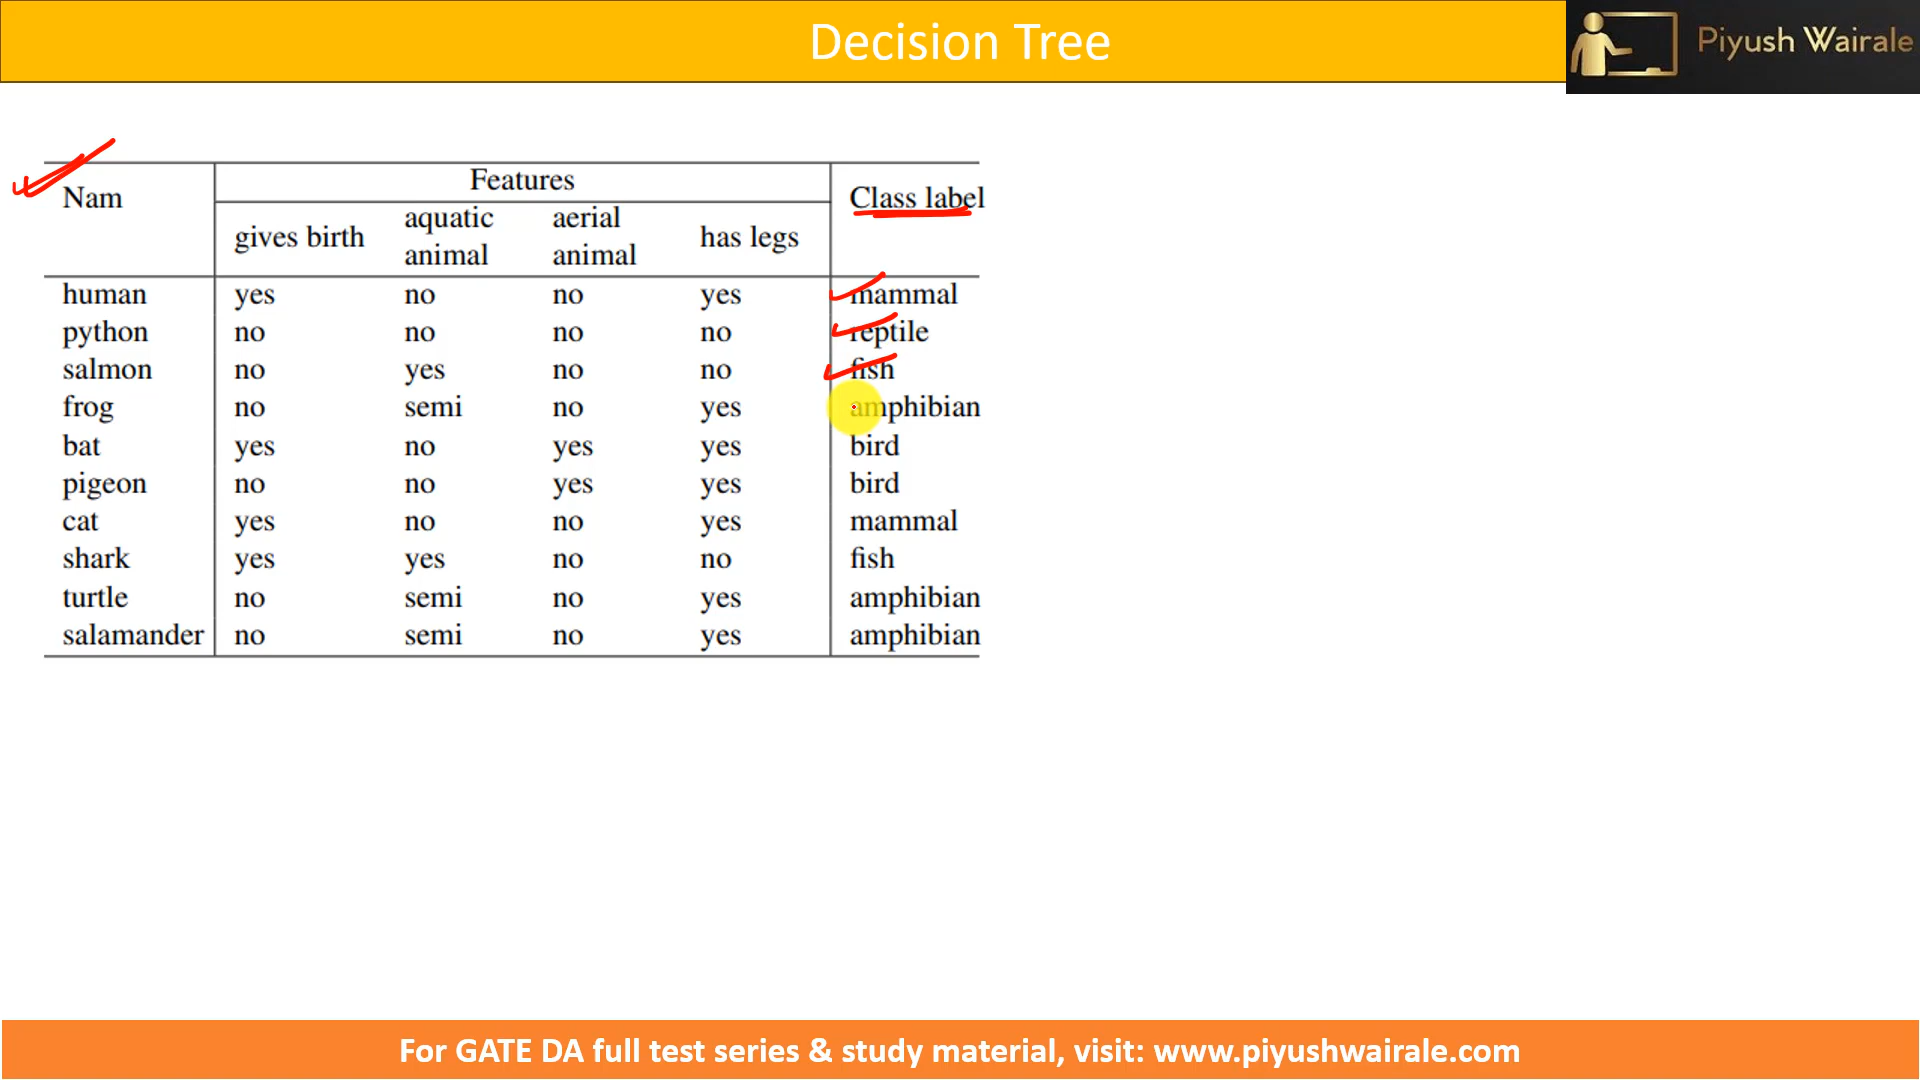 Decision Tree
Piyush Wairale
Nam
Features
Class label
gives birth
aquatic animal
aerial animal
has legs
human yes no no yes mammal
python no no no no reptile
salmon no yes no no fish
frog no semi no yes amphibian
bat yes no yes yes bird
pigeon no no yes yes bird
cat yes no no yes mammal
shark yes yes no no fish
turtle no semi no yes amphibian
salamander no semi no yes amphibian
For GATE DA full test series & study material, visit: www.piyushwairale.com